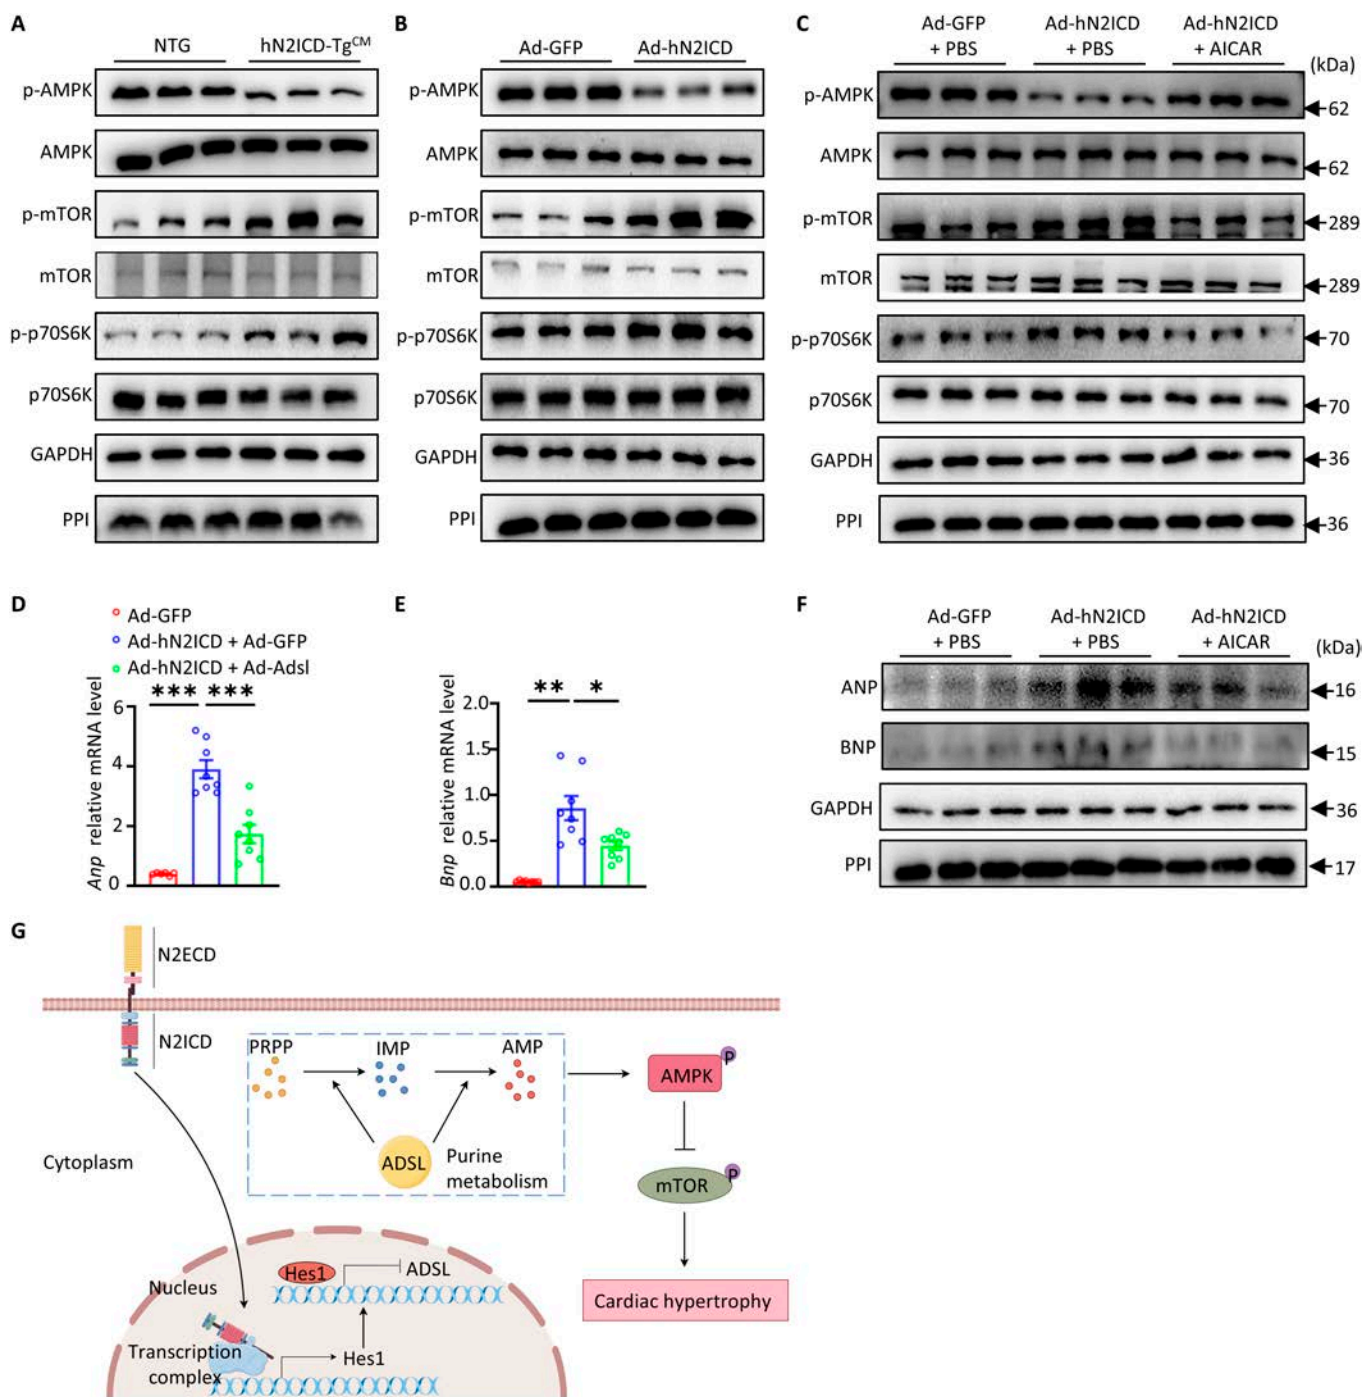 A
NTG hN2ICD-Tg^CM
p-AMPK
AMPK
p-mTOR
mTOR
p-p70S6K
p70S6K
GAPDH
PPI
B
Ad-GFP Ad-hN2ICD
p-AMPK
AMPK
p-mTOR
mTOR
p-p70S6K
p70S6K
GAPDH
PPI
C
Ad-GFP Ad-hN2ICD Ad-hN2ICD
+ PBS + PBS + AICAR
(kDa)
p-AMPK 62
AMPK 62
p-mTOR 289
mTOR 289
p-p70S6K 70
p70S6K 70
GAPDH 36
PPI 36
D
Ad-GFP
Ad-hN2ICD + Ad-GFP
Ad-hN2ICD + Ad-Adsl
*** ***
Anp relative mRNA level
6
4
2
0
E
** *
Bnp relative mRNA level
2.0
1.5
1.0
0.5
0.0
F
Ad-GFP Ad-hN2ICD Ad-hN2ICD
+ PBS + PBS + AICAR
(kDa)
ANP 16
BNP 15
GAPDH 36
PPI 17
G
N2ECD
N2ICD
PRPP IMP AMP
ADSL
Purine
metabolism
AMPK P
mTOR P
Cardiac hypertrophy
Cytoplasm
Nucleus
Hes1 ADSL
Transcription
complex
Hes1